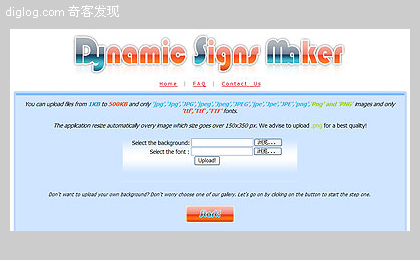 diglog.com 奇客发现
Dynamic Signs Maker
Home | FAQ | Contact Us
You can upload files from 1KB to 500KB and only 'jpg','Jpg','JPG','jpeg','Jpeg','JPEG','jpe','Jpe','JPE','png','Png' and 'PNG' images and only
'ttf','Ttf','TTF' fonts.
The application resize automatically overy image which size goes over 150x350 px. We advise to upload .png for a best quality!
Select the background:
Select the font :
Upload!
Don't want to upload your own background? Don't worry choose one of our gallery. Let's go on by clicking on the button to start the step one.
Start